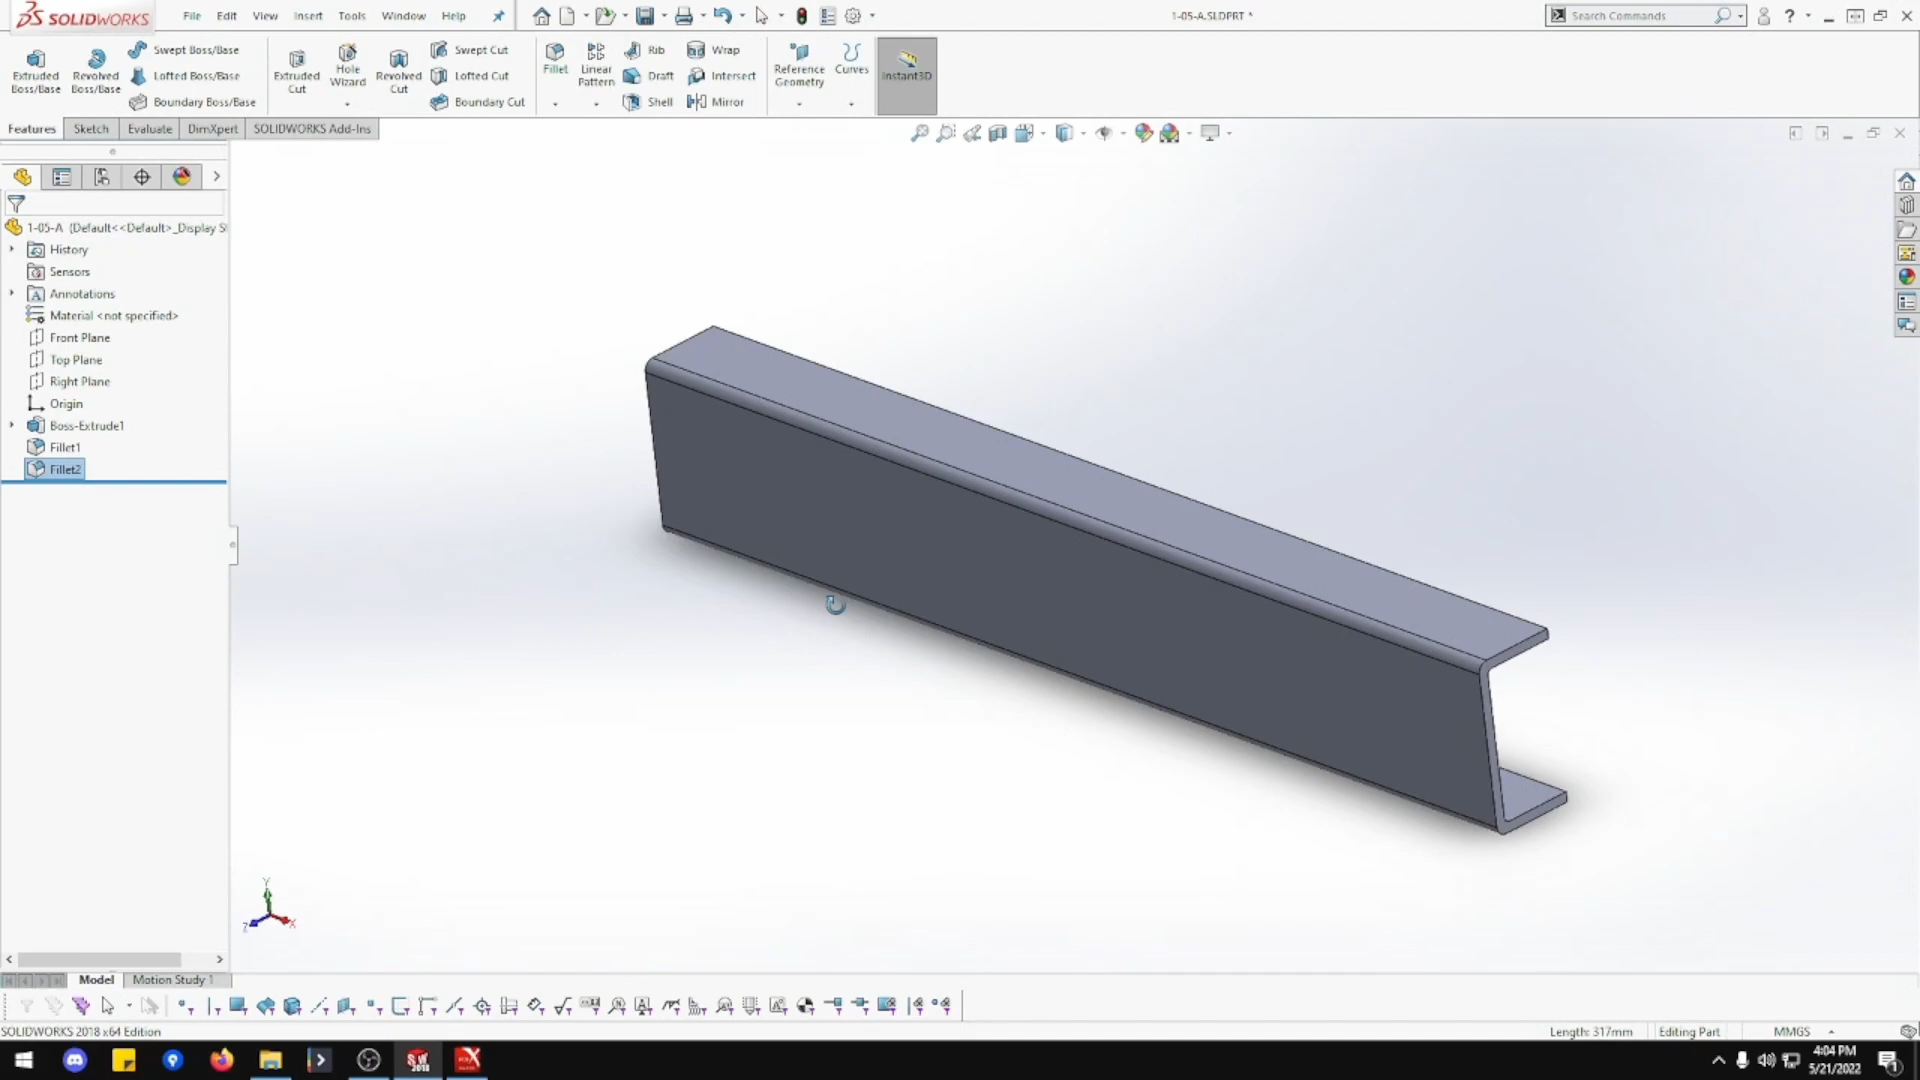 SOLIDWORKS File Edit View Insert Tools Window Help 1-05-A.SLDPRT * Search Commands ?
Extruded Boss/Base
Revolved Boss/Base
Swept Boss/Base
Lofted Boss/Base
Boundary Boss/Base
Extruded Cut
Hole Wizard
Revolved Cut
Swept Cut
Lofted Cut
Boundary Cut
Fillet
Linear Pattern
Rib
Draft
Shell
Wrap
Intersect
Mirror
Reference Geometry
Curves
Instant3D
Features Sketch Evaluate DimXpert SOLIDWORKS Add-Ins
1-05-A (Default<<Default>_Display S
History
Sensors
Annotations
Material <not specified>
Front Plane
Top Plane
Right Plane
Origin
Boss-Extrude1
Fillet1
Fillet2
Y
Z X
Model Motion Study 1
SOLIDWORKS 2018 x64 Edition Length: 317mm Editing Part MMGS
4:04 PM
5/21/2022